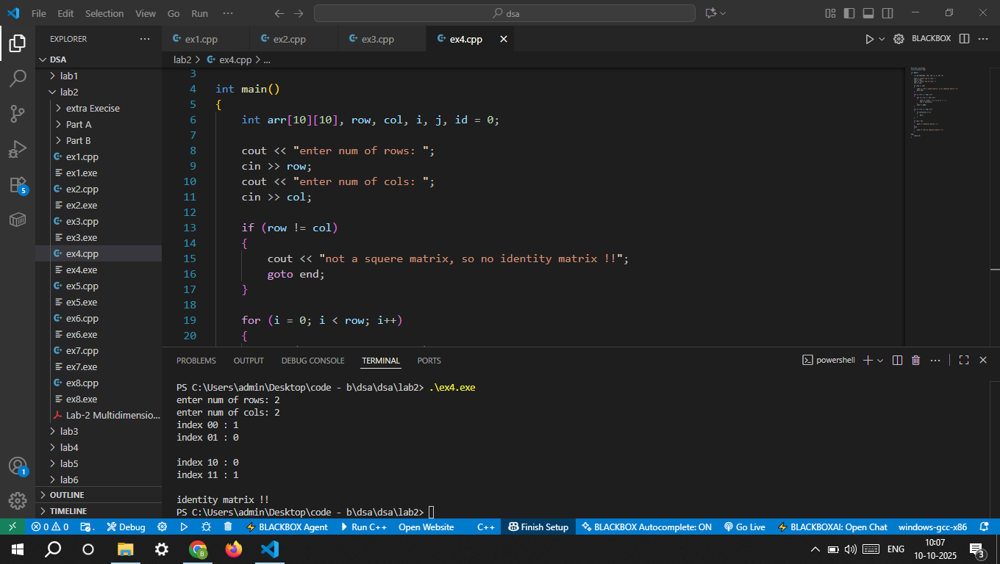 File Edit Selection View Go Run ··· dsa
EXPLORER ···
ex1.cpp ex2.cpp ex3.cpp ex4.cpp
BLACKBOX ···
DSA
lab2 > ex4.cpp > ...
lab1
lab2
extra Execise
Part A
Part B
ex1.cpp
ex1.exe
ex2.cpp
ex2.exe
ex3.cpp
ex3.exe
ex4.cpp
ex4.exe
ex5.cpp
ex5.exe
ex6.cpp
ex6.exe
ex7.cpp
ex7.exe
ex8.cpp
ex8.exe
Lab-2 Multidimensio...
lab3
lab4
lab5
lab6
OUTLINE
TIMELINE
3
4 int main()
5 {
6 int arr[10][10], row, col, i, j, id = 0;
7
8 cout << "enter num of rows: ";
9 cin >> row;
10 cout << "enter num of cols: ";
11 cin >> col;
12
13 if (row != col)
14 {
15 cout << "not a squere matrix, so no identity matrix !!";
16 goto end;
17 }
18
19 for (i = 0; i < row; i++)
20 {
PROBLEMS OUTPUT DEBUG CONSOLE TERMINAL PORTS
powershell ···
PS C:\Users\admin\Desktop\code - b\dsa\dsa\lab2> .\ex4.exe
enter num of rows: 2
enter num of cols: 2
index 00 : 1
index 01 : 0
index 10 : 0
index 11 : 1
identity matrix !!
PS C:\Users\admin\Desktop\code - b\dsa\dsa\lab2>
5
1
0 0 . Debug BLACKBOX Agent Run C++ Open Website C++ Finish Setup BLACKBOX Autocomplete: ON Go Live BLACKBOXAI: Open Chat windows-gcc-x86
B
ENG
10:07
10-10-2025
3